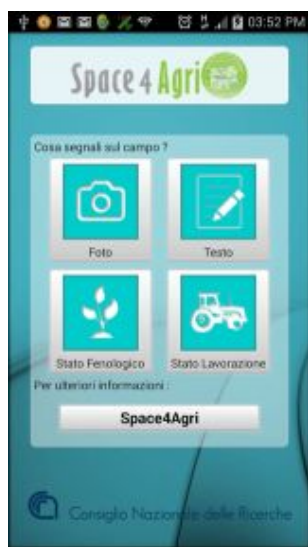 03:52 PM
Space 4 Agri
Cosa segnali sul campo ?
Foto
Testo
Stato Fenologico
Stato Lavorazione
Per ulteriori informazioni :
Space4Agri
Consiglio Nazionale delle Ricerche